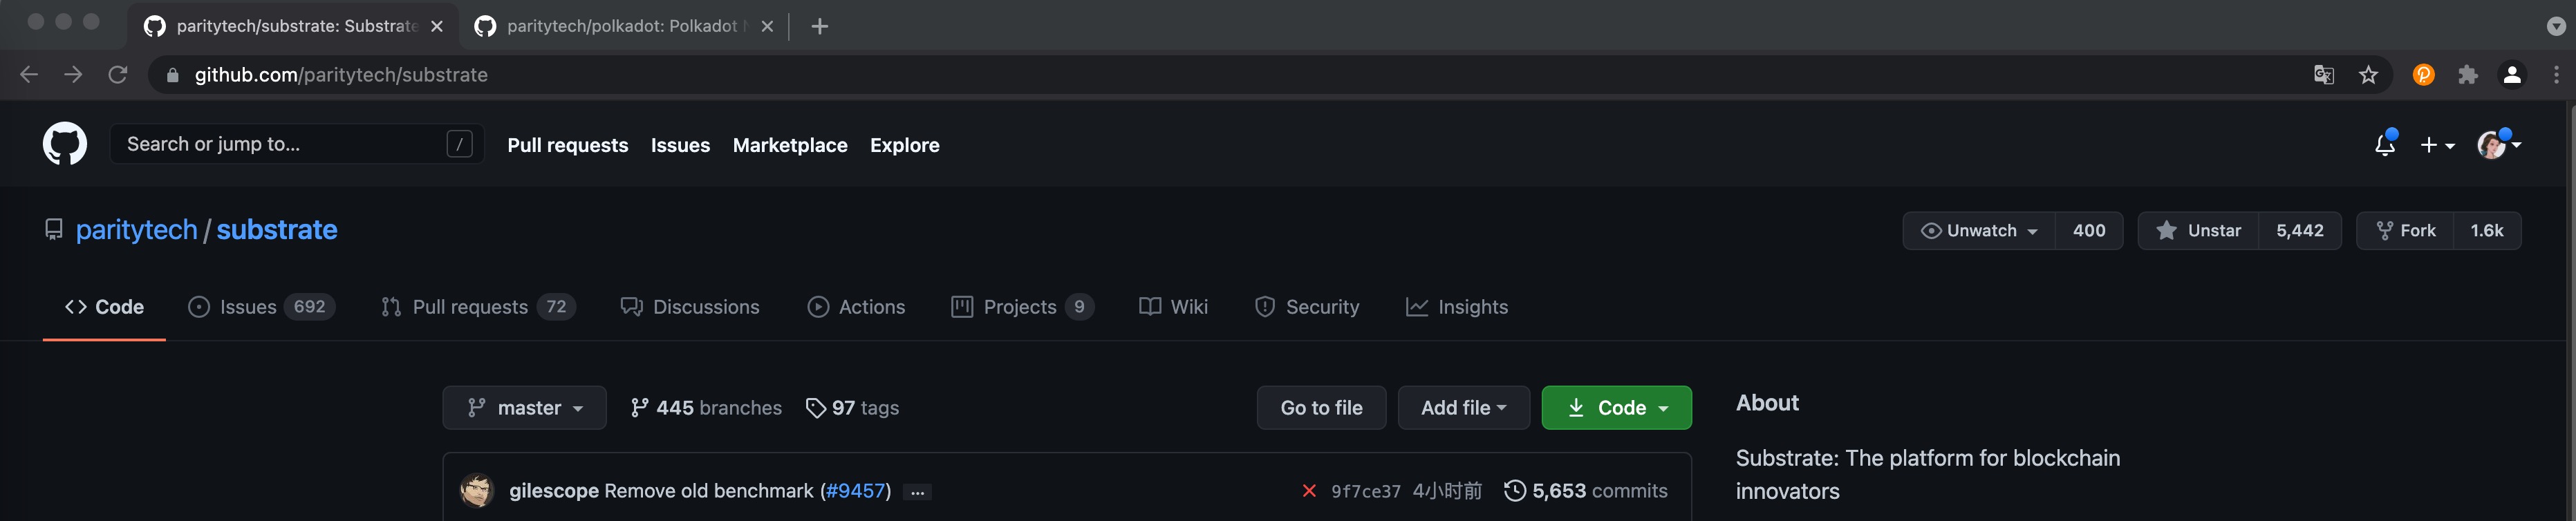 paritytech/substrate: Substrate
paritytech/polkadot: Polkadot
github.com/paritytech/substrate
Search or jump to... /
Pull requests Issues Marketplace Explore
paritytech / substrate
Unwatch 400 Unstar 5,442 Fork 1.6k
Code Issues 692 Pull requests 72 Discussions Actions Projects 9 Wiki Security Insights
master 445 branches 97 tags Go to file Add file Code
About
gilescope Remove old benchmark (#9457) ... 9f7ce37 4小时前 5,653 commits
Substrate: The platform for blockchain
innovators